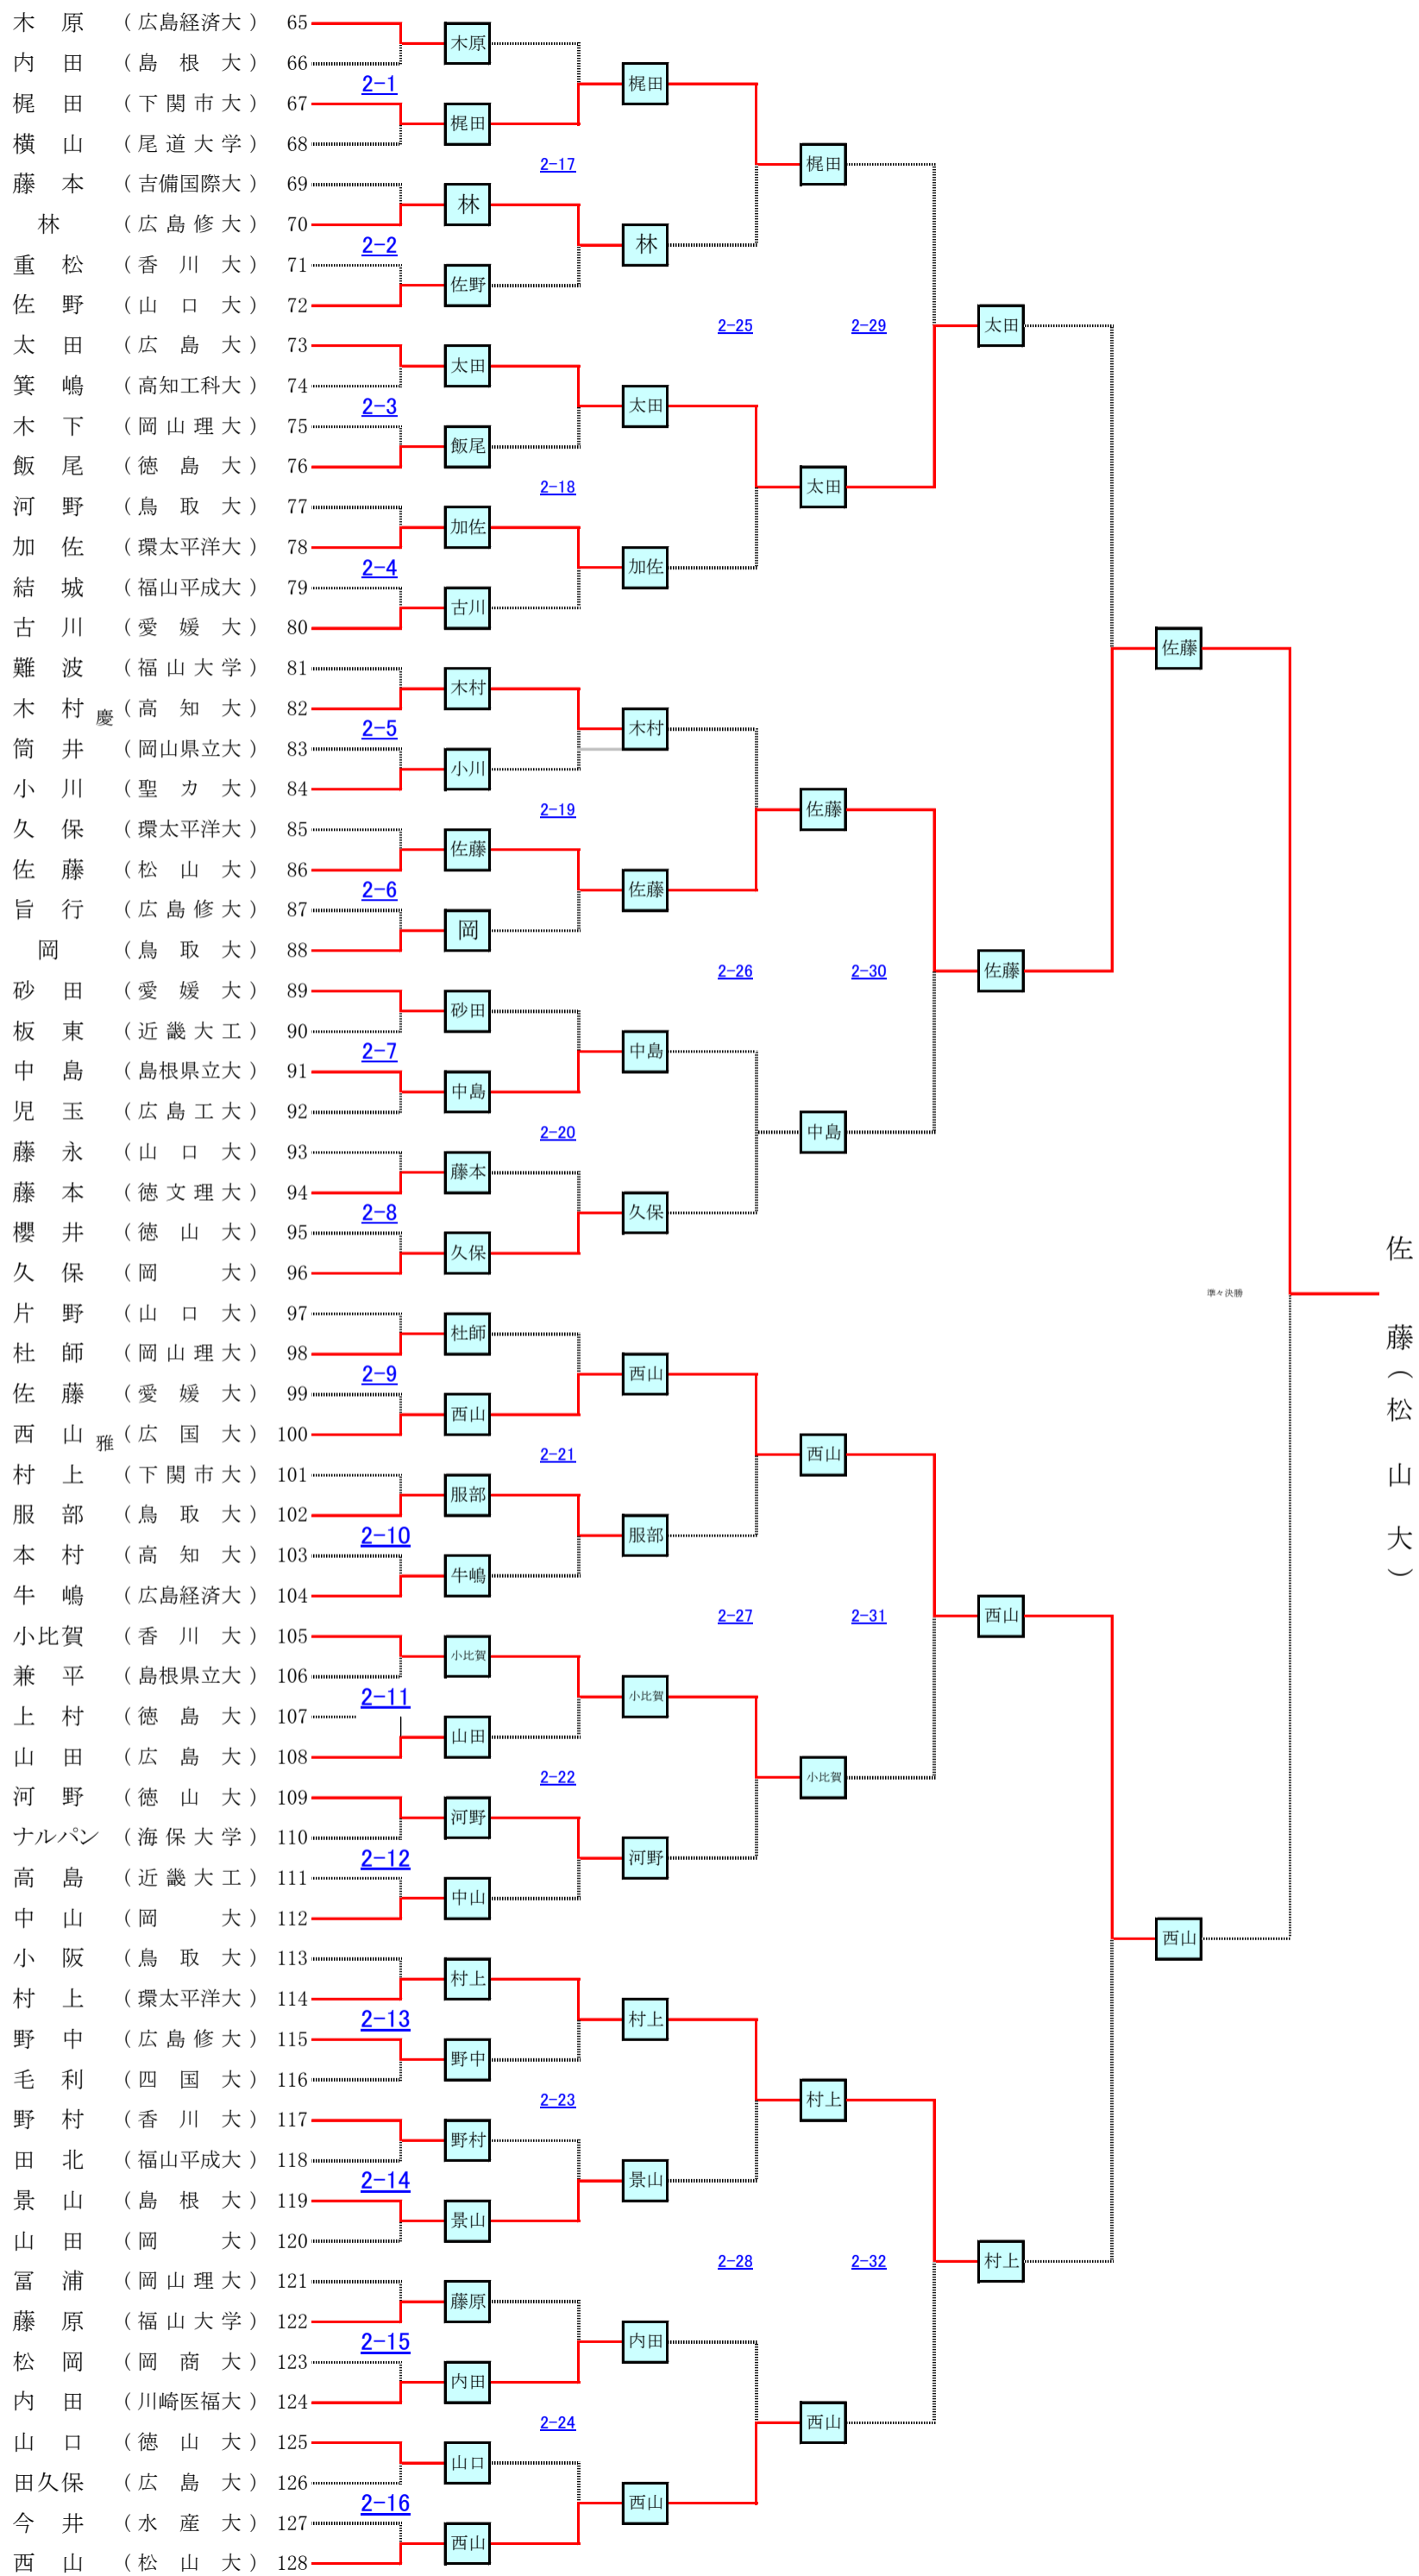 木原 （広島経済大） 65
内田 （島根大） 66
梶田 （下関市大） 67
横山 （尾道大学） 68
藤本 （吉備国際大） 69
林 （広島修大） 70
重松 （香川大） 71
佐野 （山口大） 72
太田 （広島大） 73
箕嶋 （高知工科大） 74
木下 （岡山理大） 75
飯尾 （徳島大） 76
河野 （鳥取大） 77
加佐 （環太平洋大） 78
結城 （福山平成大） 79
古川 （愛媛大） 80
難波 （福山大学） 81
木村慶 （高知大） 82
筒井 （岡山県立大） 83
小川 （聖カ大） 84
久保 （環太平洋大） 85
佐藤 （松山大） 86
旨行 （広島修大） 87
岡 （鳥取大） 88
砂田 （愛媛大） 89
板東 （近畿大工） 90
中島 （島根県立大） 91
児玉 （広島工大） 92
藤永 （山口大） 93
藤本 （徳文理大） 94
櫻井 （徳山大） 95
久保 （岡大） 96
片野 （山口大） 97
杜師 （岡山理大） 98
佐藤 （愛媛大） 99
西山雅 （広国大） 100
村上 （下関市大） 101
服部 （鳥取大） 102
本村 （高知大） 103
牛嶋 （広島経済大） 104
小比賀 （香川大） 105
兼平 （島根県立大） 106
上村 （徳島大） 107
山田 （広島大） 108
河野 （徳山大） 109
ナルパン （海保大学） 110
高島 （近畿大工） 111
中山 （岡大） 112
小阪 （鳥取大） 113
村上 （環太平洋大） 114
野中 （広島修大） 115
毛利 （四国大） 116
野村 （香川大） 117
田北 （福山平成大） 118
景山 （島根大） 119
山田 （岡大） 120
冨浦 （岡山理大） 121
藤原 （福山大学） 122
松岡 （岡商大） 123
内田 （川崎医福大） 124
山口 （徳山大） 125
田久保 （広島大） 126
今井 （水産大） 127
西山 （松山大） 128
2-1
2-2
2-3
2-4
2-5
2-6
2-7
2-8
2-9
2-10
2-11
2-12
2-13
2-14
2-15
2-16
木原
梶田
林
佐野
太田
飯尾
加佐
古川
木村
小川
佐藤
岡
砂田
中島
藤本
久保
杜師
西山
服部
牛嶋
小比賀
山田
河野
中山
村上
野中
野村
景山
藤原
内田
山口
西山
2-17
2-18
2-19
2-20
2-21
2-22
2-23
2-24
梶田
林
太田
加佐
木村
佐藤
中島
久保
西山
服部
小比賀
河野
村上
景山
内田
西山
2-25
2-26
2-27
2-28
梶田
太田
佐藤
中島
西山
小比賀
村上
西山
2-29
2-30
2-31
2-32
太田
佐藤
西山
村上
佐藤
西山
準々決勝
佐藤（松山大）